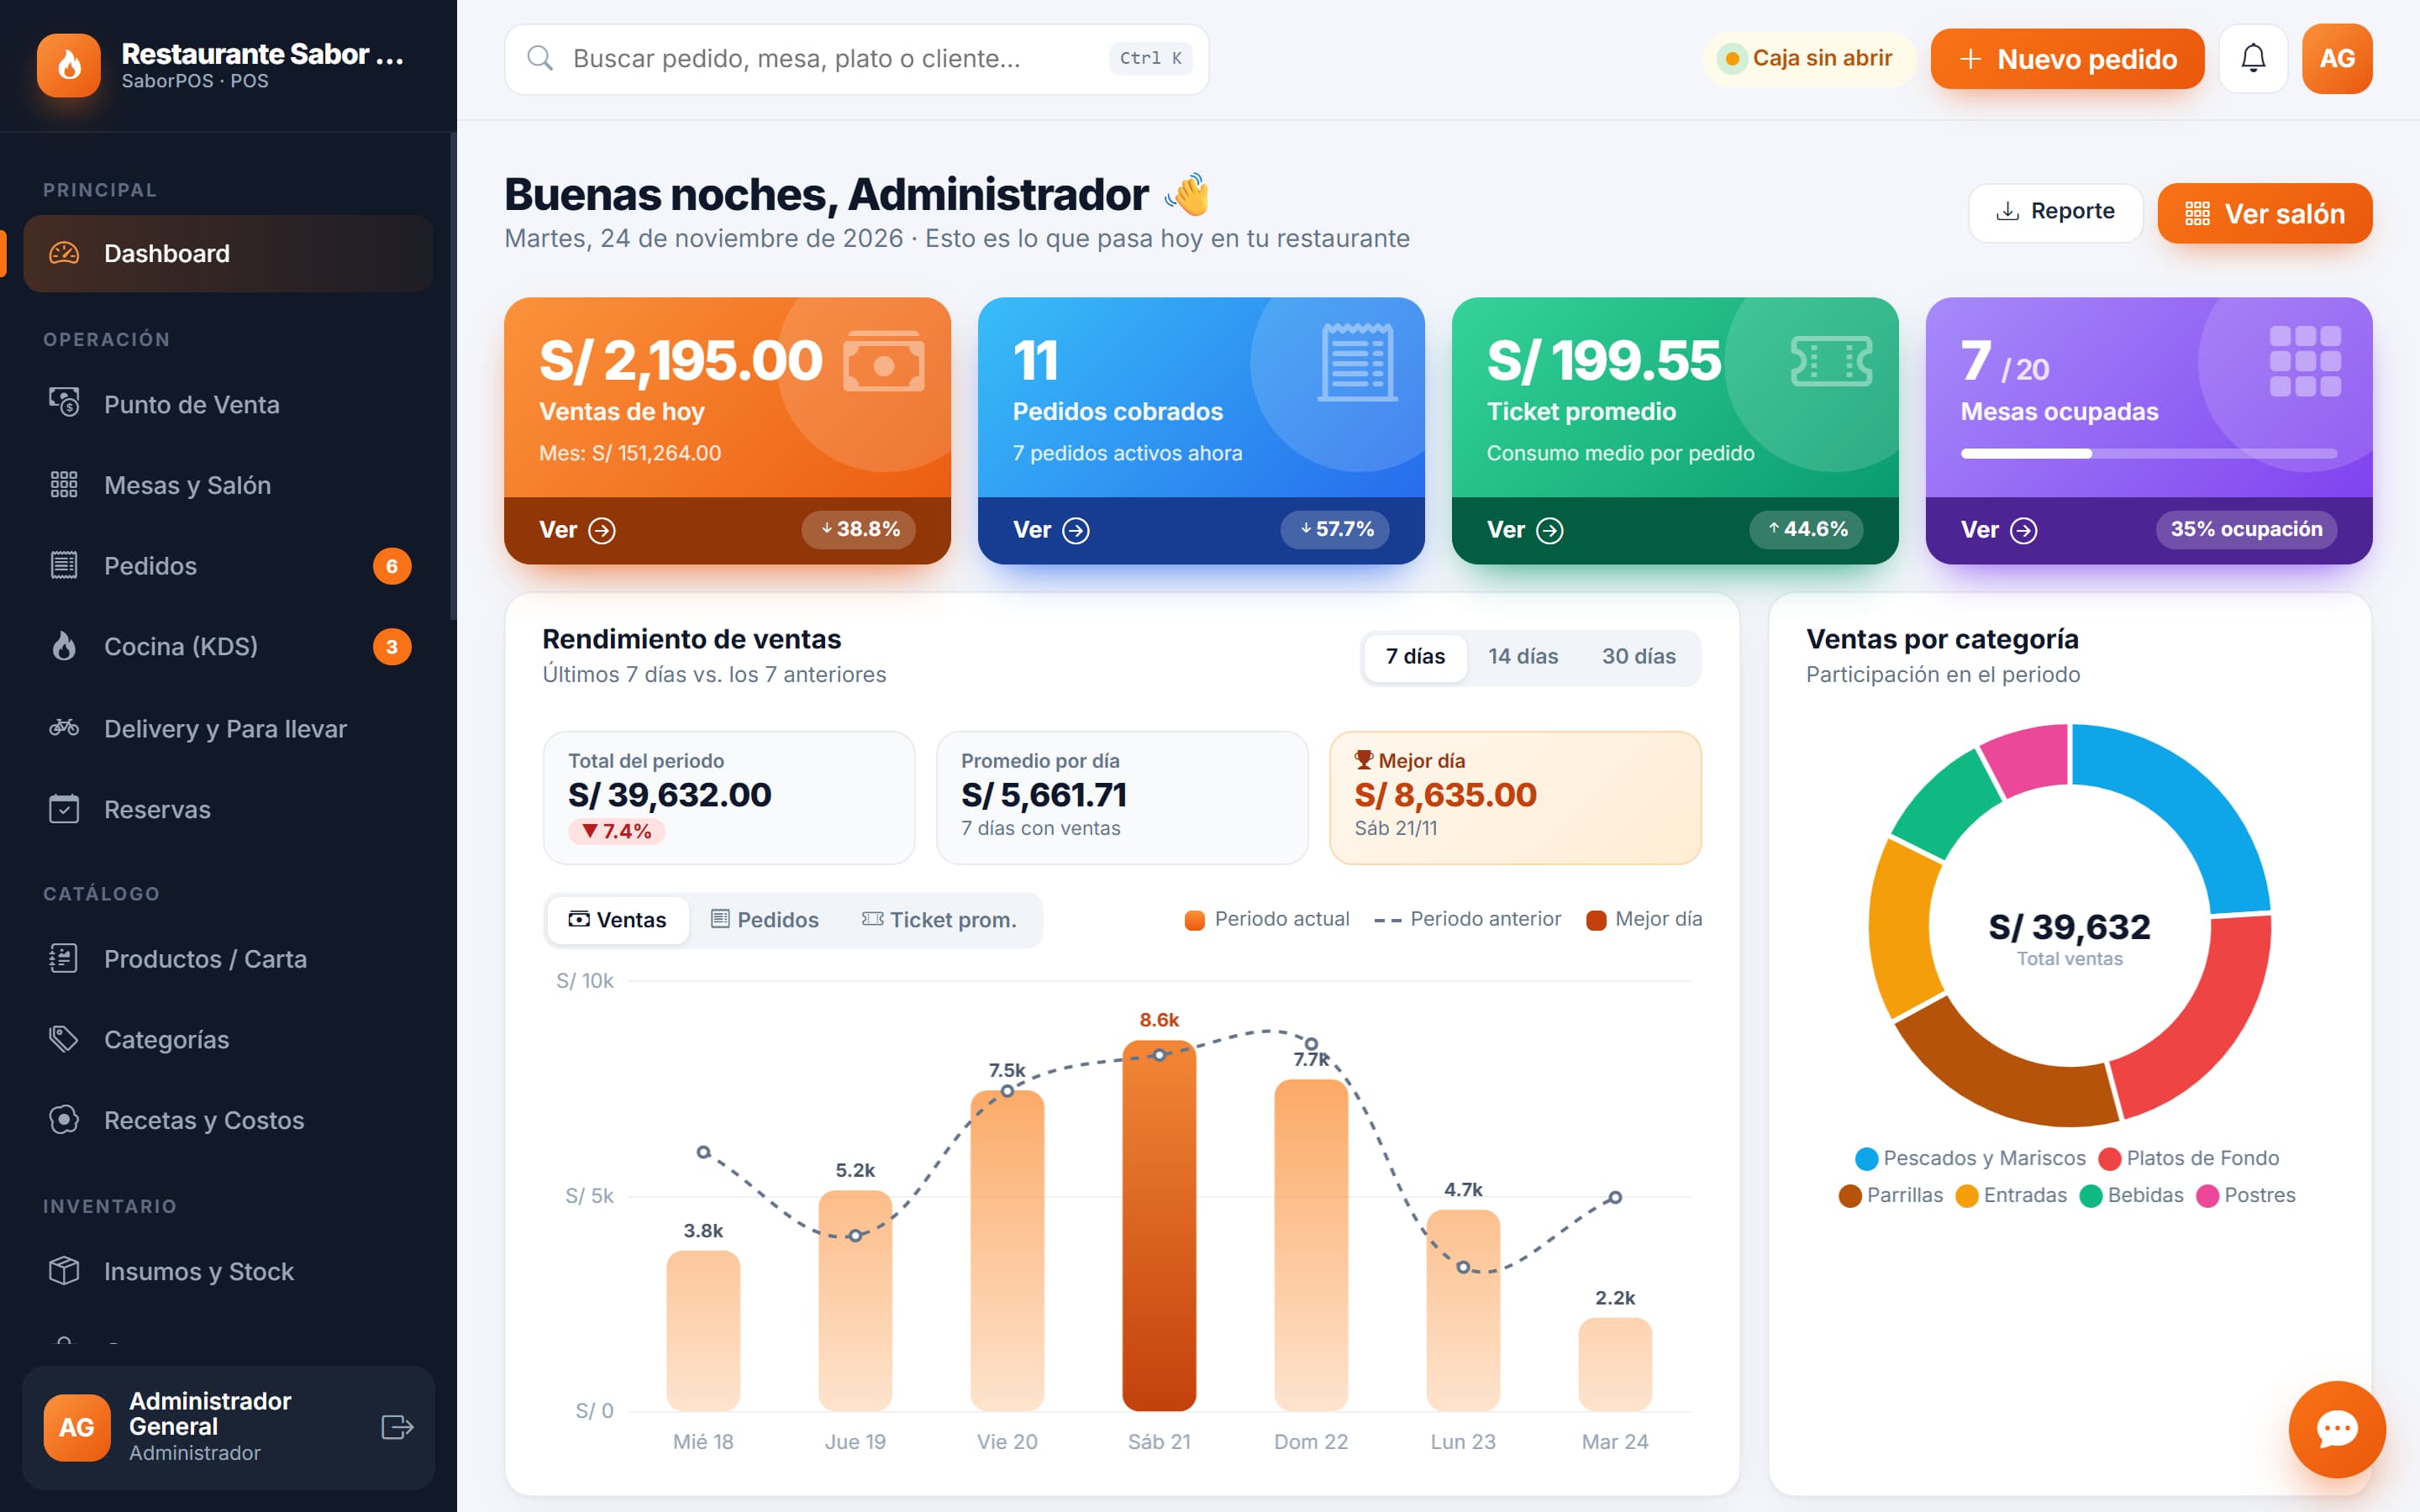 Restaurante Sabor ...
SaborPOS · POS
PRINCIPAL
Dashboard
OPERACIÓN
Punto de Venta
Mesas y Salón
Pedidos 6
Cocina (KDS) 3
Delivery y Para llevar
Reservas
CATÁLOGO
Productos / Carta
Categorías
Recetas y Costos
INVENTARIO
Insumos y Stock
AG
Administrador
General
Administrador
Buscar pedido, mesa, plato o cliente... Ctrl K
Caja sin abrir
Nuevo pedido
AG
Buenas noches, Administrador 👋
Martes, 24 de noviembre de 2026 · Esto es lo que pasa hoy en tu restaurante
Reporte
Ver salón
S/ 2,195.00
Ventas de hoy
Mes: S/ 151,264.00
Ver ↓ 38.8%
11
Pedidos cobrados
7 pedidos activos ahora
Ver ↓ 57.7%
S/ 199.55
Ticket promedio
Consumo medio por pedido
Ver ↑ 44.6%
7 / 20
Mesas ocupadas
Ver 35% ocupación
Rendimiento de ventas
Últimos 7 días vs. los 7 anteriores
7 días 14 días 30 días
Total del periodo
S/ 39,632.00
▼ 7.4%
Promedio por día
S/ 5,661.71
7 días con ventas
Mejor día
S/ 8,635.00
Sáb 21/11
Ventas Pedidos Ticket prom.
Periodo actual Periodo anterior Mejor día
S/ 10k
S/ 5k
S/ 0
3.8k
5.2k
7.5k
8.6k
7.7k
4.7k
2.2k
Mié 18 Jue 19 Vie 20 Sáb 21 Dom 22 Lun 23 Mar 24
Ventas por categoría
Participación en el periodo
S/ 39,632
Total ventas
Pescados y Mariscos Platos de Fondo
Parrillas Entradas Bebidas Postres